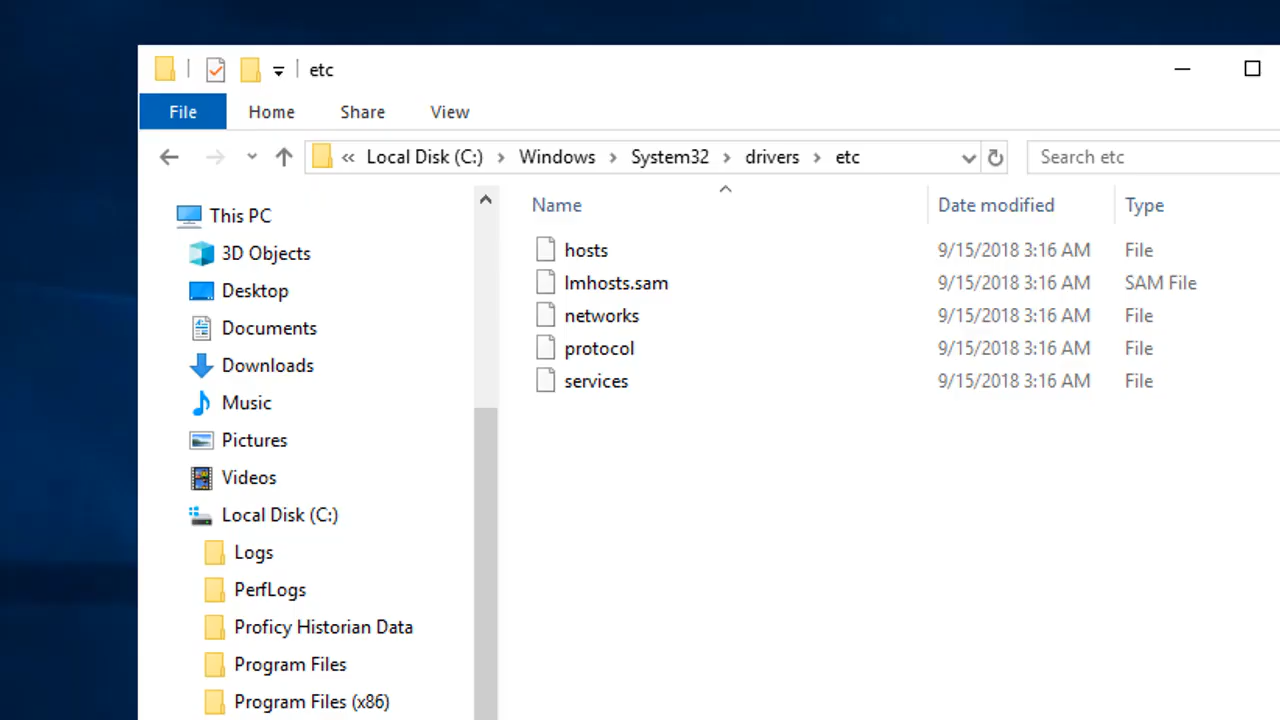 etc
File Home Share View
« Local Disk (C:) › Windows › System32 › drivers › etc Search etc
This PC
3D Objects
Desktop
Documents
Downloads
Music
Pictures
Videos
Local Disk (C:)
Logs
PerfLogs
Proficy Historian Data
Program Files
Program Files (x86)
Name Date modified Type
hosts 9/15/2018 3:16 AM File
lmhosts.sam 9/15/2018 3:16 AM SAM File
networks 9/15/2018 3:16 AM File
protocol 9/15/2018 3:16 AM File
services 9/15/2018 3:16 AM File